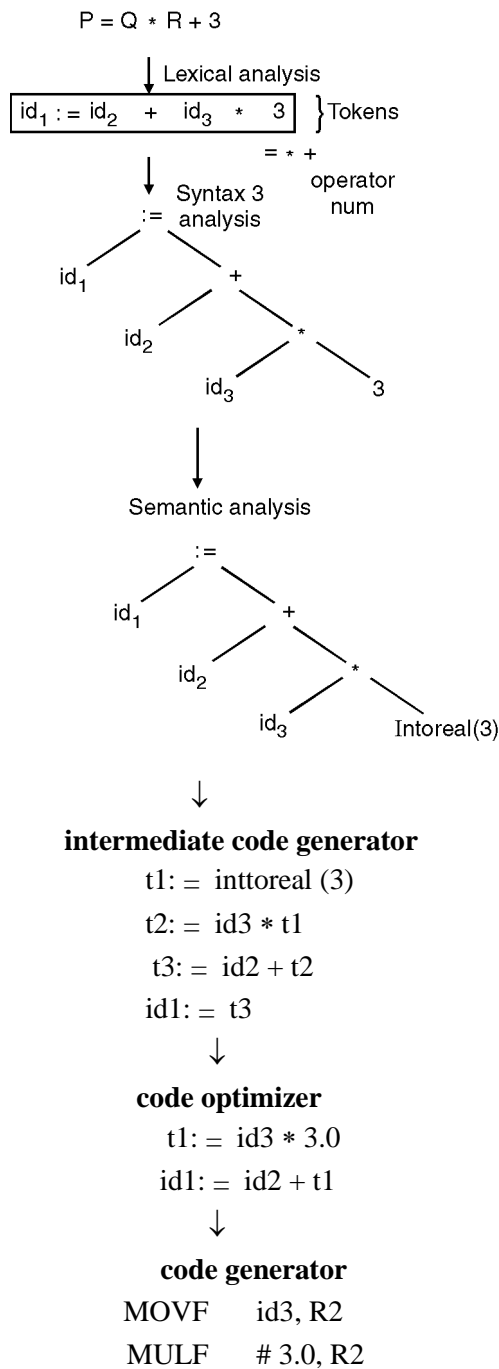 P = Q * R + 3
Lexical analysis
id1 : = id2 + id3 * 3 } Tokens
= * +
operator
num
Syntax 3
analysis
: =
id1
+
id2
*
id3
3
Semantic analysis
: =
id1
+
id2
*
id3
Intoreal(3)
↓
intermediate code generator
t1: = inttoreal (3)
t2: = id3 * t1
t3: = id2 + t2
id1: = t3
↓
code optimizer
t1: = id3 * 3.0
id1: = id2 + t1
↓
code generator
MOVF id3, R2
MULF # 3.0, R2